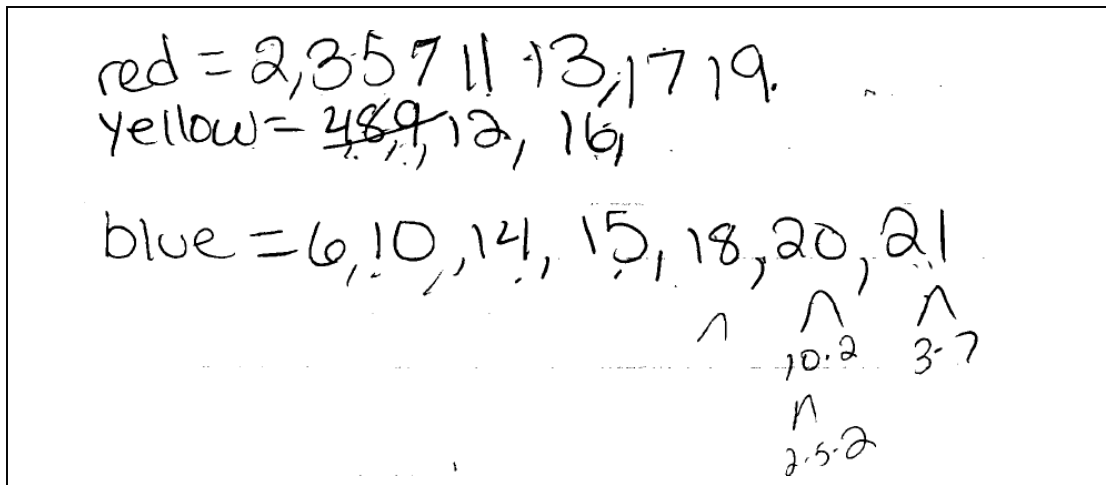 red = 2,3 5 7 11 13,17 19.
yellow = 4,8,9,12, 16,
blue = 6,10, 14, 15, 18, 20, 21
10·2 3·7
2·5·2